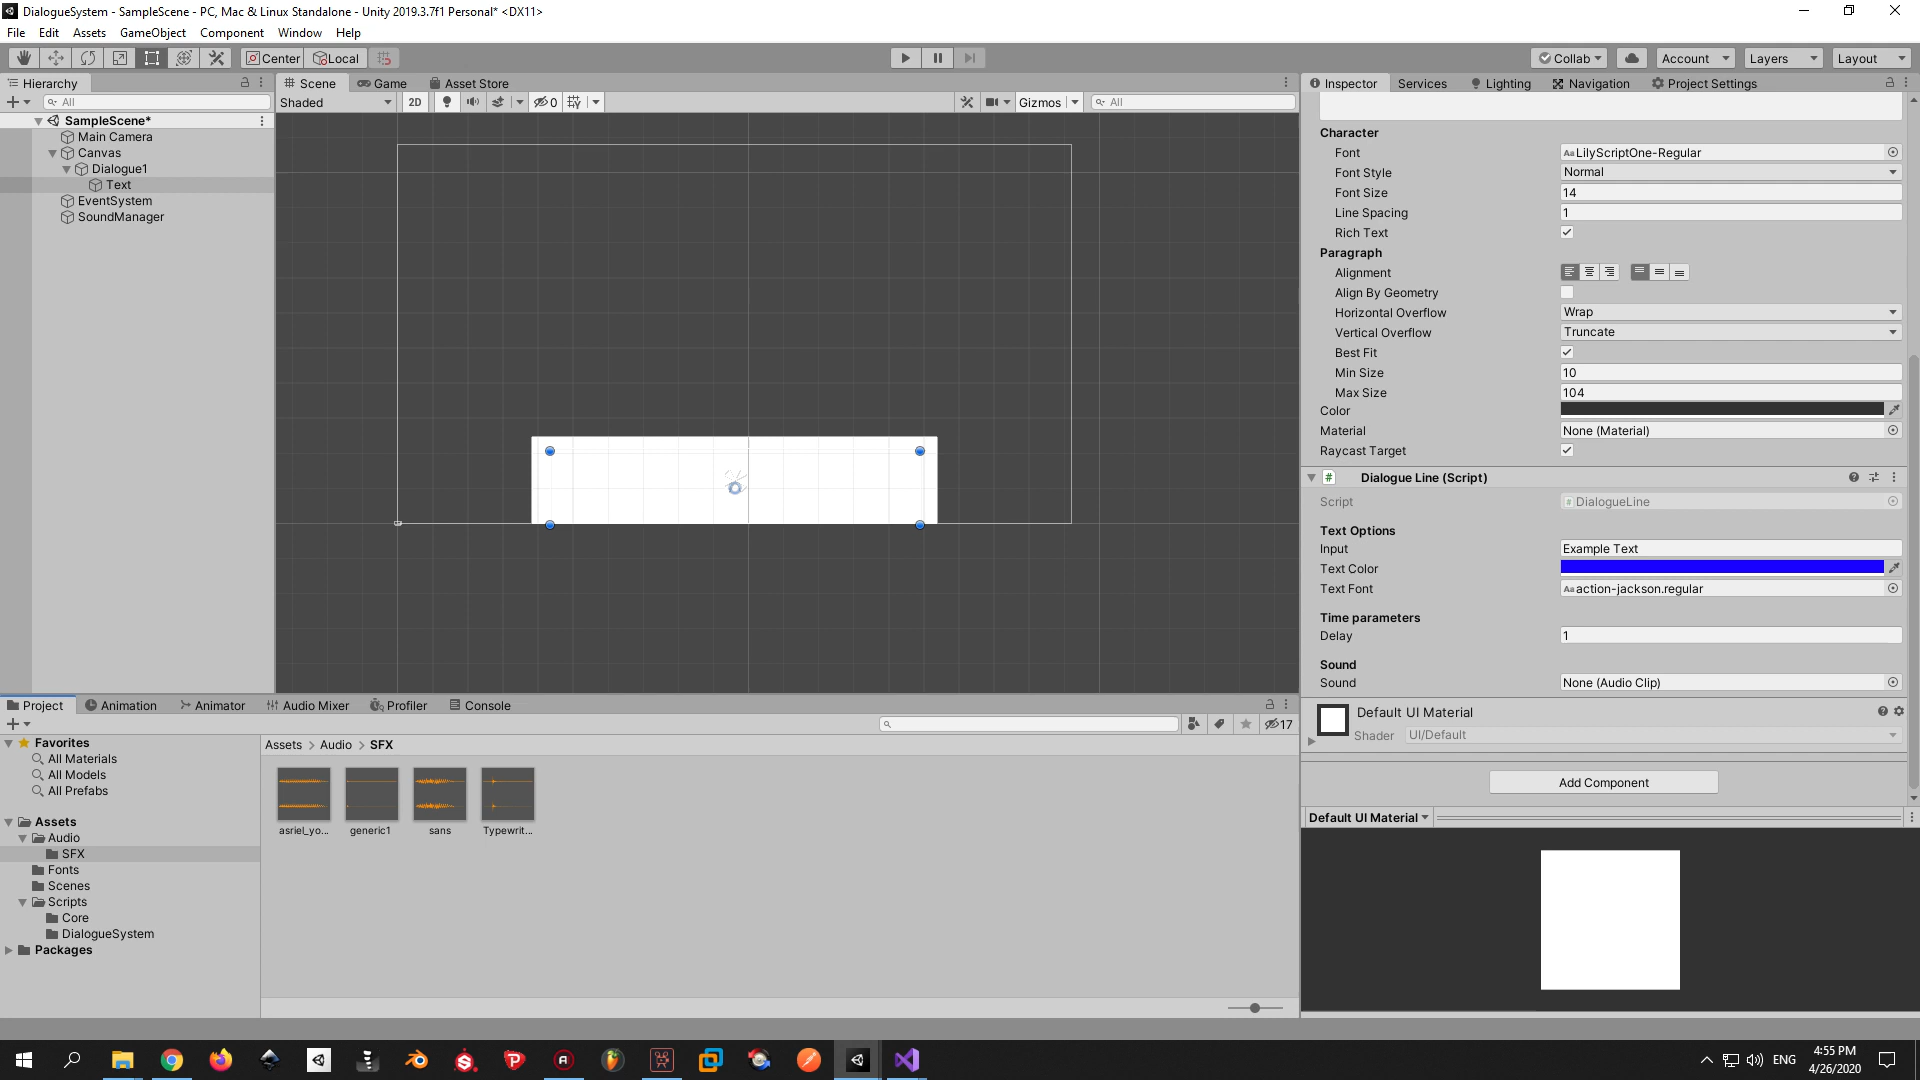 DialogueSystem - SampleScene - PC, Mac & Linux Standalone - Unity 2019.3.7f1 Personal* <DX11>
File Edit Assets GameObject Component Window Help
Center Local Collab Account Layers Layout
Hierarchy
All
SampleScene*
Main Camera
Canvas
Dialogue1
Text
EventSystem
SoundManager
Scene Game Asset Store
Shaded 2D 0 Gizmos All
Inspector Services Lighting Navigation Project Settings
Character
Font AaLilyScriptOne-Regular
Font Style Normal
Font Size 14
Line Spacing 1
Rich Text
Paragraph
Alignment
Align By Geometry
Horizontal Overflow Wrap
Vertical Overflow Truncate
Best Fit
Min Size 10
Max Size 104
Color
Material None (Material)
Raycast Target
# Dialogue Line (Script)
Script #DialogueLine
Text Options
Input Example Text
Text Color
Text Font Aaaction-jackson.regular
Time parameters
Delay 1
Sound
Sound None (Audio Clip)
Default UI Material
Shader UI/Default
Add Component
Default UI Material
Project Animation Animator Audio Mixer Profiler Console
17
Favorites
All Materials
All Models
All Prefabs
Assets
Audio
SFX
Fonts
Scenes
Scripts
Core
DialogueSystem
Packages
Assets > Audio > SFX
asriel_yo... generic1 sans Typewrit...
ENG
4:55 PM
4/26/2020